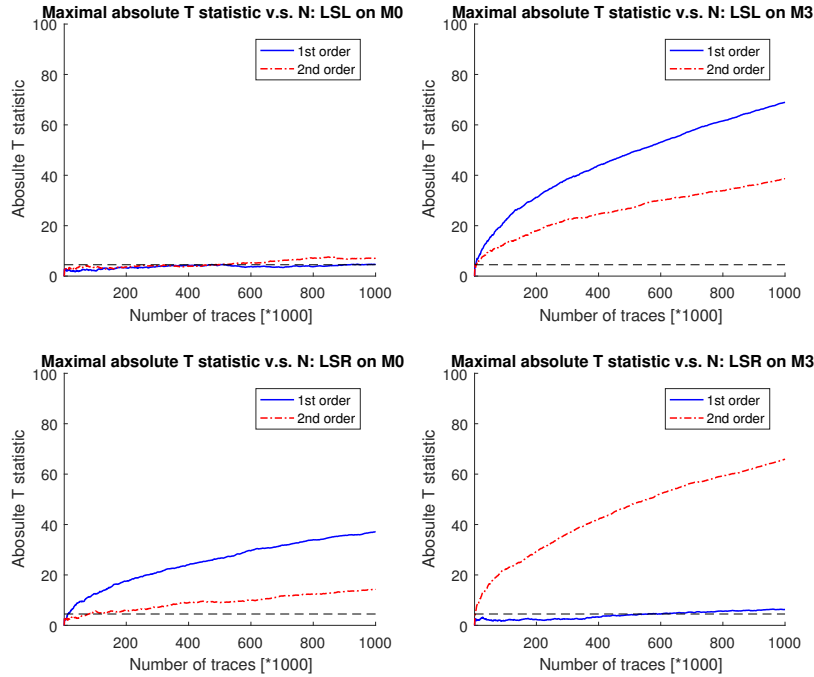 Maximal absolute T statistic v.s. N: LSL on M0
100
80
60
40
20
0
Abosulte T statistic
1st order
2nd order
200 400 600 800 1000
Number of traces [*1000]
Maximal absolute T statistic v.s. N: LSL on M3
100
80
60
40
20
0
Abosulte T statistic
1st order
2nd order
200 400 600 800 1000
Number of traces [*1000]
Maximal absolute T statistic v.s. N: LSR on M0
100
80
60
40
20
0
Abosulte T statistic
1st order
2nd order
200 400 600 800 1000
Number of traces [*1000]
Maximal absolute T statistic v.s. N: LSR on M3
100
80
60
40
20
0
Abosulte T statistic
1st order
2nd order
200 400 600 800 1000
Number of traces [*1000]